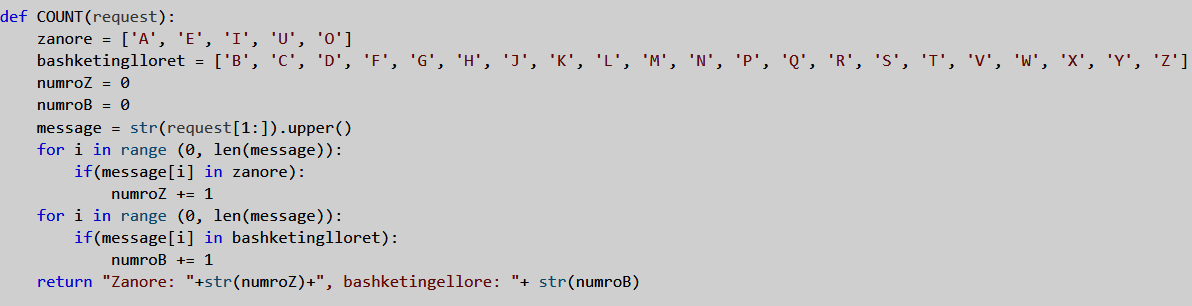 def COUNT(request):
    zanore = ['A', 'E', 'I', 'U', 'O']
    bashketinglloret = ['B', 'C', 'D', 'F', 'G', 'H', 'J', 'K', 'L', 'M', 'N', 'P', 'Q', 'R', 'S', 'T', 'V', 'W', 'X', 'Y', 'Z']
    numroZ = 0
    numroB = 0
    message = str(request[1:]).upper()
    for i in range (0, len(message)):
        if(message[i] in zanore):
            numroZ += 1
    for i in range (0, len(message)):
        if(message[i] in bashketinglloret):
            numroB += 1
    return "Zanore: "+str(numroZ)+", bashketingellore: "+ str(numroB)